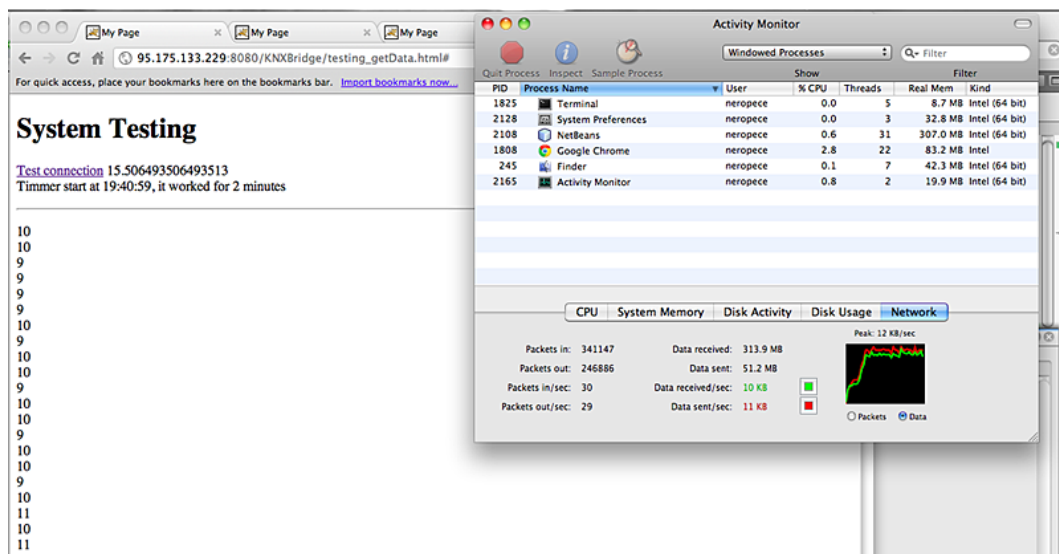 My Page
My Page
My Page
95.175.133.229:8080/KNXBridge/testing_getData.html#
For quick access, place your bookmarks here on the bookmarks bar. Import bookmarks now...
System Testing
Test connection 15.506493506493513
Timmer start at 19:40:59, it worked for 2 minutes
10
10
9
9
9
9
10
9
10
10
9
10
10
9
10
10
9
10
11
10
11
Activity Monitor
Windowed Processes
Filter
Quit Process Inspect Sample Process Show Filter
PID Process Name User % CPU Threads Real Mem Kind
1825 Terminal neropece 0.0 5 8.7 MB Intel (64 bit)
2128 System Preferences neropece 0.0 3 32.8 MB Intel (64 bit)
2108 NetBeans neropece 0.6 31 307.0 MB Intel (64 bit)
1808 Google Chrome neropece 2.8 22 83.2 MB Intel
245 Finder neropece 0.1 7 42.3 MB Intel (64 bit)
2165 Activity Monitor neropece 0.8 2 19.9 MB Intel (64 bit)
CPU System Memory Disk Activity Disk Usage Network
Peak: 12 KB/sec
Packets in: 341147 Data received: 313.9 MB
Packets out: 246886 Data sent: 51.2 MB
Packets in/sec: 30 Data received/sec: 10 KB
Packets out/sec: 29 Data sent/sec: 11 KB
Packets Data